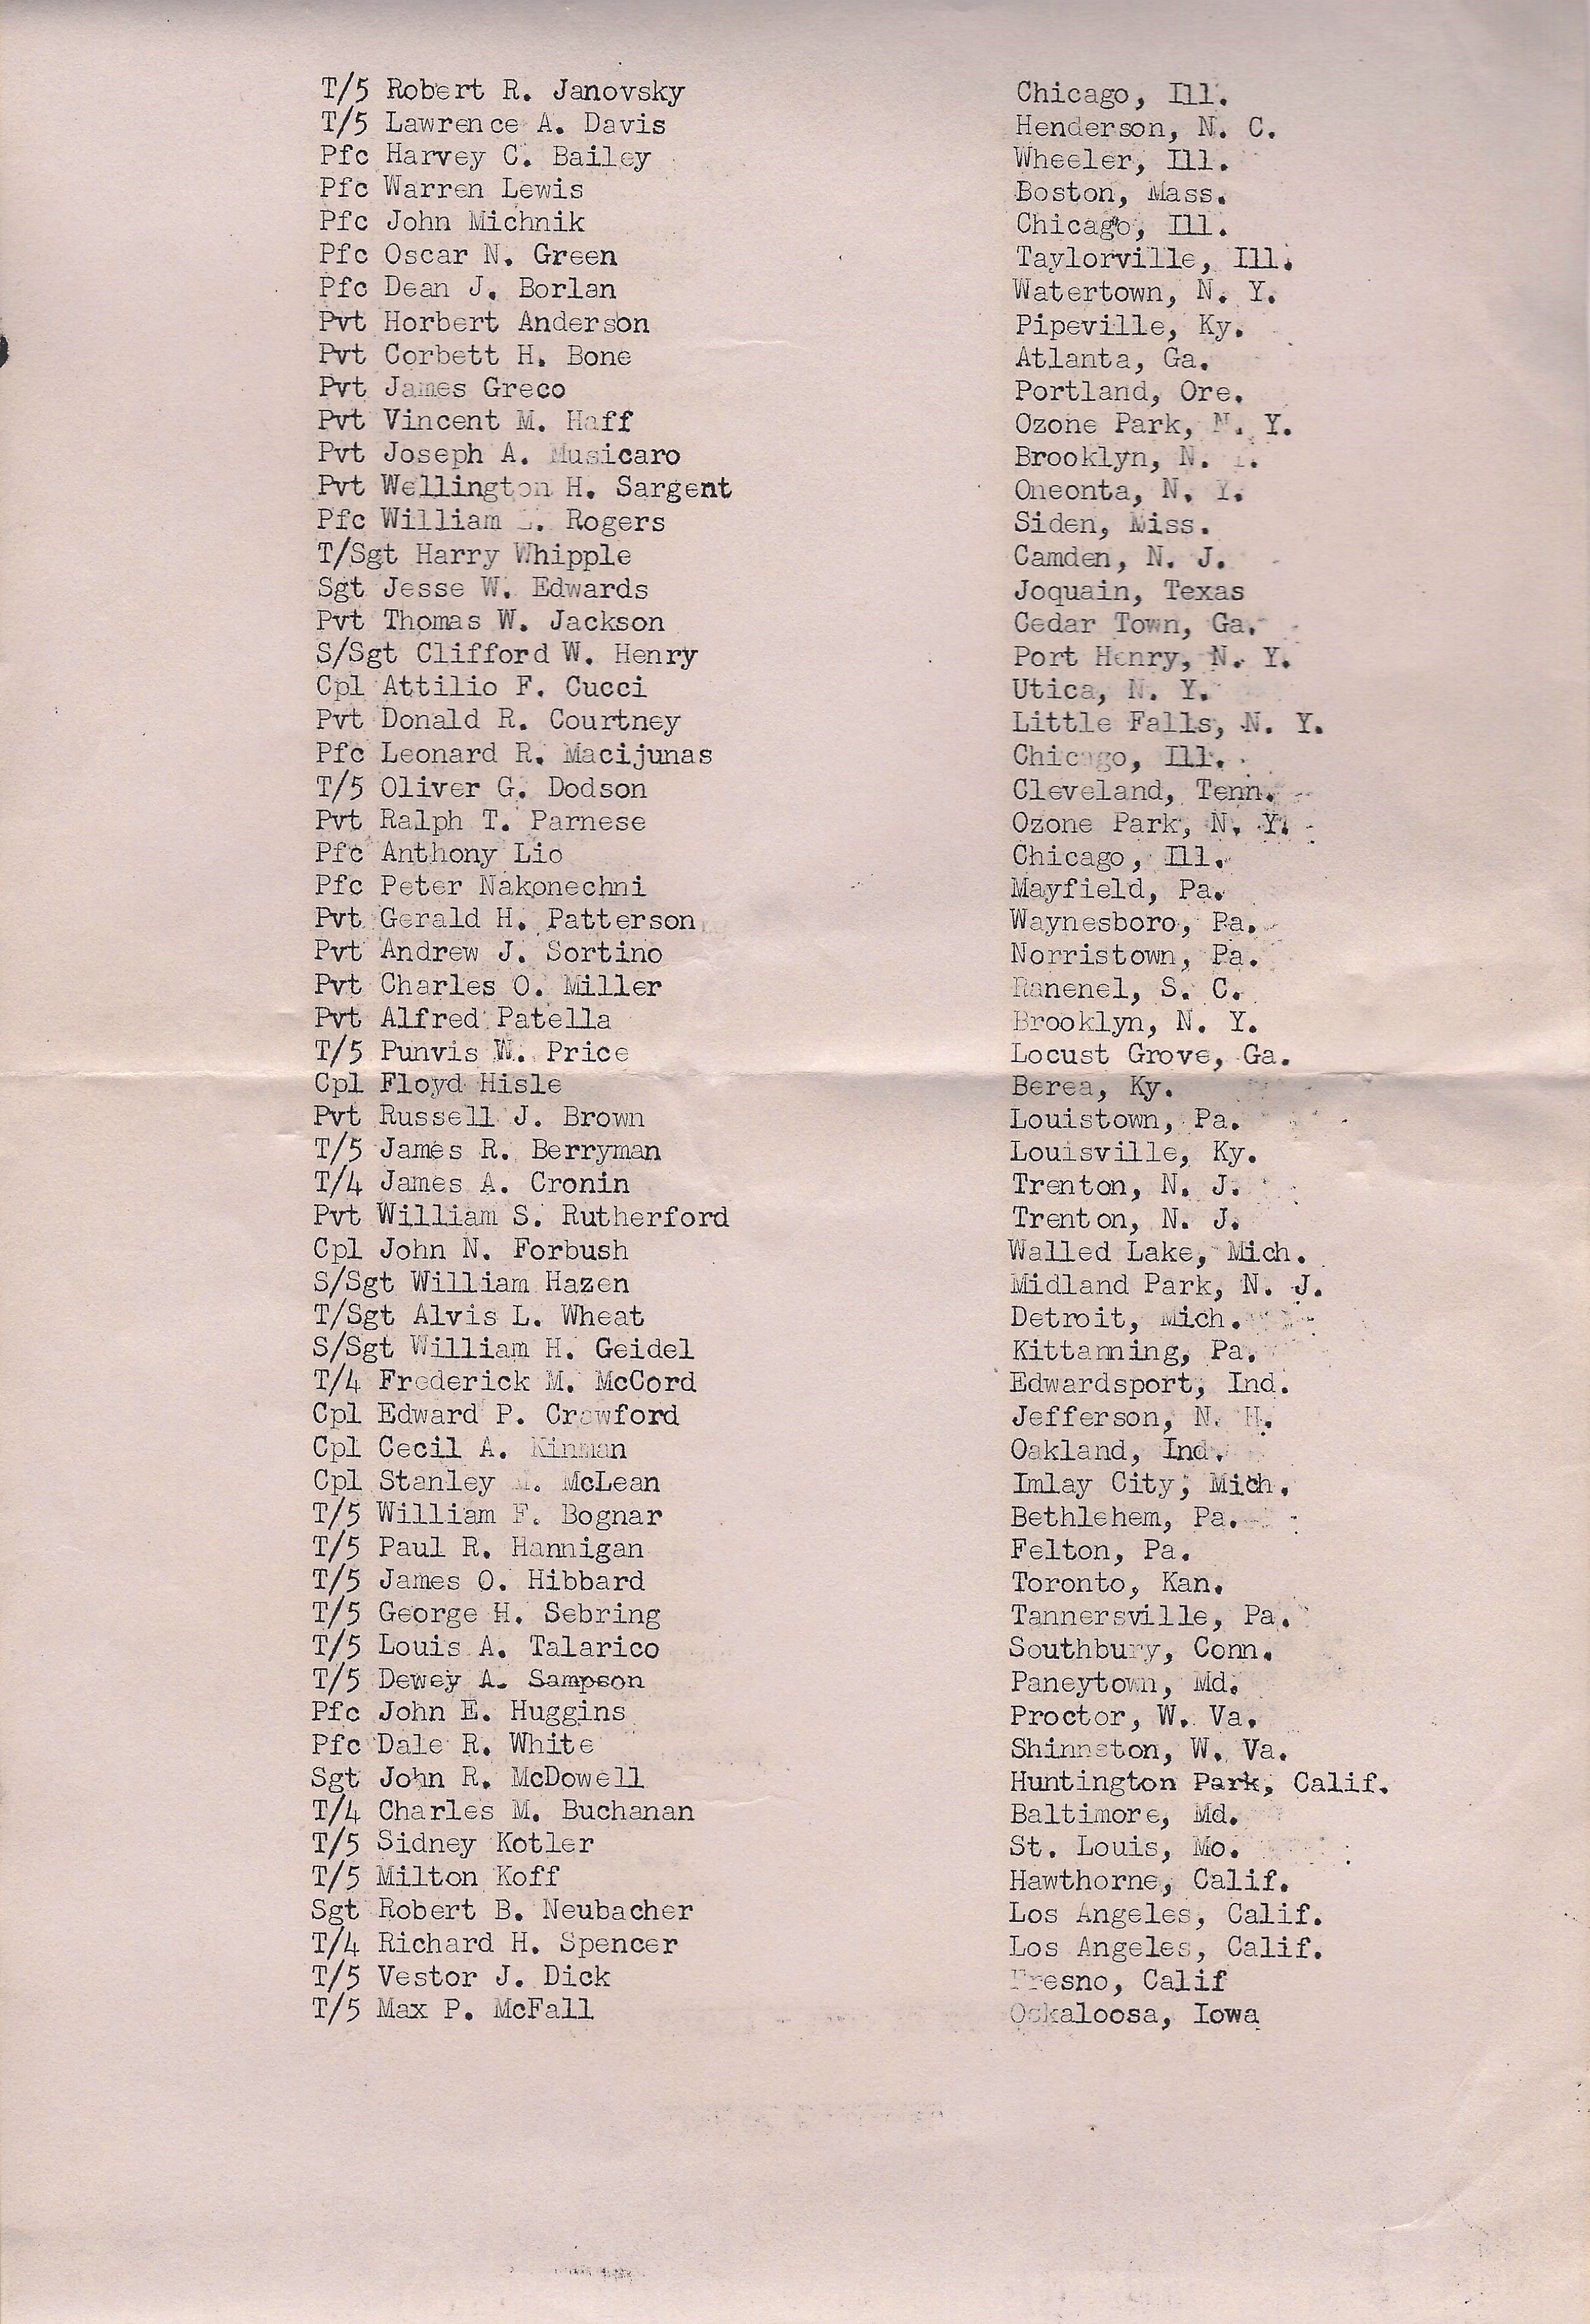 T/5 Robert R. Janovsky Chicago, Ill.
T/5 Lawrence A. Davis Henderson, N. C.
Pfc Harvey C. Bailey Wheeler, Ill.
Pfc Warren Lewis Boston, Mass.
Pfc John Michnik Chicago, Ill.
Pfc Oscar N. Green Taylorville, Ill.
Pfc Dean J. Borlan Watertown, N. Y.
Pvt Horbert Anderson Pipeville, Ky.
Pvt Corbett H. Bone Atlanta, Ga.
Pvt James Greco Portland, Ore.
Pvt Vincent M. Haff Ozone Park, N. Y.
Pvt Joseph A. Musicaro Brooklyn, N. Y.
Pvt Wellington H. Sargent Oneonta, N. Y.
Pfc William Rogers Siden, Miss.
T/Sgt Harry Whipple Camden, N. J.
Sgt Jesse W. Edwards Joquain, Texas
Pvt Thomas W. Jackson Cedar Town, Ga.
S/Sgt Clifford W. Henry Port Henry, N. Y.
Cpl Attilio F. Cucci Utica, N. Y.
Pvt Donald R. Courtney Little Falls, N. Y.
Pfc Leonard R. Macijunas Chicago, Ill.
T/5 Oliver G. Dodson Cleveland, Tenn.
Pvt Ralph T. Parnese Ozone Park, N. Y.
Pfc Anthony Lio Chicago, Ill.
Pfc Peter Nakonechni Mayfield, Pa.
Pvt Gerald H. Patterson Waynesboro, Pa.
Pvt Andrew J. Sortino Norristown, Pa.
Pvt Charles O. Miller Ranenel, S. C.
Pvt Alfred Patella Brooklyn, N. Y.
T/5 Punvis W. Price Locust Grove, Ga.
Cpl Floyd Hisle Berea, Ky.
Pvt Russell J. Brown Louistown, Pa.
T/5 James R. Berryman Louisville, Ky.
T/4 James A. Cronin Trenton, N. J.
Pvt William S. Rutherford Trenton, N. J.
Cpl John N. Forbush Walled Lake, Mich.
S/Sgt William Hazen Midland Park, N. J.
T/Sgt Alvis L. Wheat Detroit, Mich.
S/Sgt William H. Geidel Kittanning, Pa.
T/4 Frederick M. McCord Edwardsport, Ind.
Cpl Edward P. Crawford Jefferson, N. H.
Cpl Cecil A. Kinman Oakland, Ind.
Cpl Stanley McLean Imlay City, Mich.
T/5 William F. Bognar Bethlehem, Pa.
T/5 Paul R. Hannigan Felton, Pa.
T/5 James O. Hibbard Toronto, Kan.
T/5 George H. Sebring Tannersville, Pa.
T/5 Louis A. Talarico Southbury, Conn.
T/5 Dewey A. Sampson Paneytown, Md.
Pfc John E. Huggins Proctor, W. Va.
Pfc Dale R. White Shinnston, W. Va.
Sgt John R. McDowell Huntington Park, Calif.
T/4 Charles M. Buchanan Baltimore, Md.
T/5 Sidney Kotler St. Louis, Mo.
T/5 Milton Koff Hawthorne, Calif.
Sgt Robert B. Neubacher Los Angeles, Calif.
T/4 Richard H. Spencer Los Angeles, Calif.
T/5 Vestor J. Dick Fresno, Calif
T/5 Max P. McFall Oskaloosa, Iowa